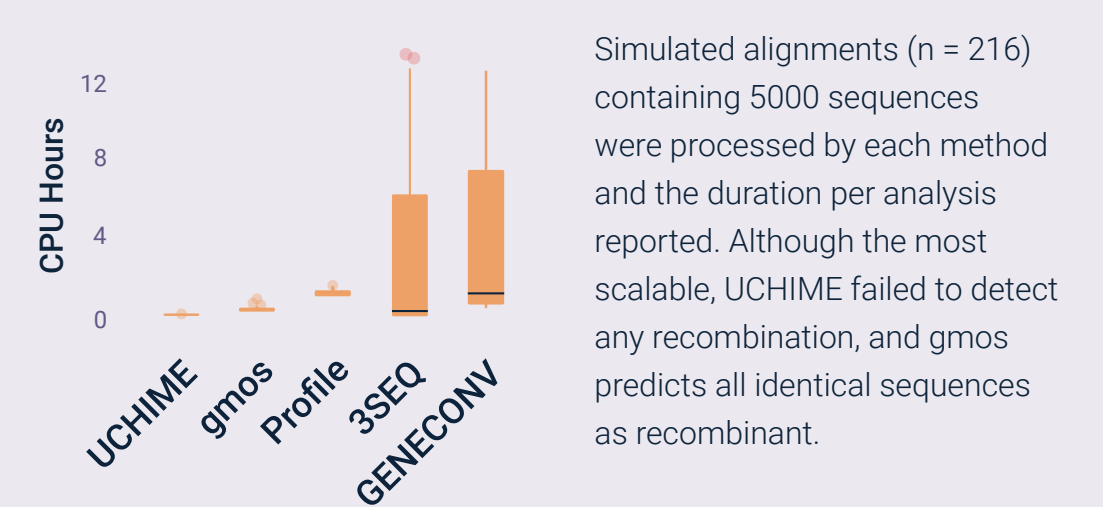 12
8
4
0
CPU Hours
UCHIME
gmos
Profile
3SEQ
GENECONV
Simulated alignments (n = 216)
containing 5000 sequences
were processed by each method
and the duration per analysis
reported. Although the most
scalable, UCHIME failed to detect
any recombination, and gmos
predicts all identical sequences
as recombinant.